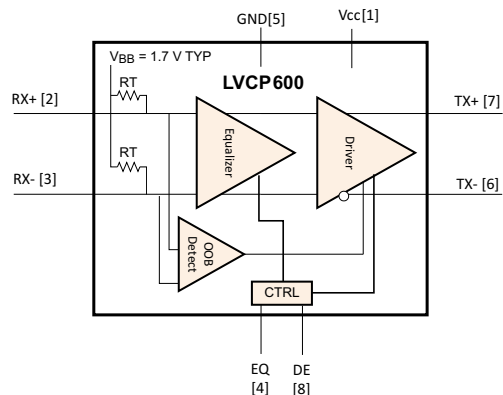 GND[5]
Vcc[1]
VBB = 1.7 V TYP
LVCP600
RT
RX+ [2]
TX+ [7]
Equalizer
Driver
RT
RX- [3]
TX- [6]
OOB
Detect
CTRL
EQ
[4]
DE
[8]